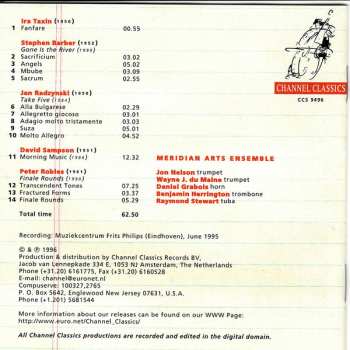 Ira Taxin (1950)
1 Fanfare 00.55
Stephen Barber (1952)
Gone is the River (1993)
2 Sacrificium 03.02
3 Angels 05.02
4 Mbube 03.09
5 Sacrum 02.55
Jan Radzynski (1950)
Take Five (1984)
6 Alla Bulgarese 02.29
7 Allegretto giocoso 03.01
8 Adagio molto tristamente 03.03
9 Suza 05.01
10 Molto Allegro 04.52
David Sampson (1951)
11 Morning Music (1986) 12.32
Peter Robles (1961)
Finale Rounds (1993)
12 Transcendent Tones 07.25
13 Fractured Forms 03.37
14 Finale Rounds 05.29
Total time 62.50
CHANNEL CLASSICS
CCS 9496
MERIDIAN ARTS ENSEMBLE
Jon Nelson trumpet
Wayne J. du Maine trumpet
Daniel Grabois horn
Benjamin Herrington trombone
Raymond Stewart tuba
Recording: Muziekcentrum Frits Philips (Eindhoven), June 1995
© & ℗ 1996
Production & distribution by Channel Classics Records BV,
Jacob van Lennepkade 334 E, 1053 NJ Amsterdam, The Netherlands
Phone (+31.20) 6161775, Fax (+31.20) 6160528
E-mail: channel@euronet.nl
Compuserve: 100327,2765
P. O. Box 5642, Englewood New Jersey 07631, U.S.A.
Phone (+1.201) 5681544
More information about our releases can be found on our WWW Page:
http://www.euro.net/Channel_Classics/
All Channel Classics productions are recorded and edited in the digital domain.